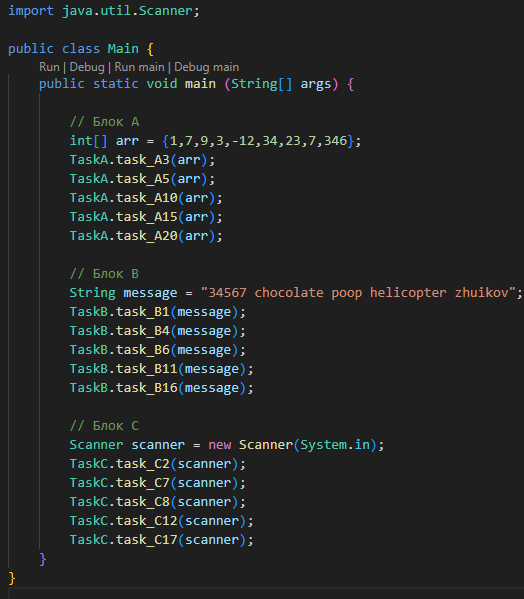 import java.util.Scanner;
public class Main {
Run | Debug | Run main | Debug main
public static void main (String[] args) {
// Блок А
int[] arr = {1,7,9,3,-12,34,23,7,346};
TaskA.task_A3(arr);
TaskA.task_A5(arr);
TaskA.task_A10(arr);
TaskA.task_A15(arr);
TaskA.task_A20(arr);
// Блок В
String message = "34567 chocolate poop helicopter zhuikov";
TaskB.task_B1(message);
TaskB.task_B4(message);
TaskB.task_B6(message);
TaskB.task_B11(message);
TaskB.task_B16(message);
// Блок С
Scanner scanner = new Scanner(System.in);
TaskC.task_C2(scanner);
TaskC.task_C7(scanner);
TaskC.task_C8(scanner);
TaskC.task_C12(scanner);
TaskC.task_C17(scanner);
}
}